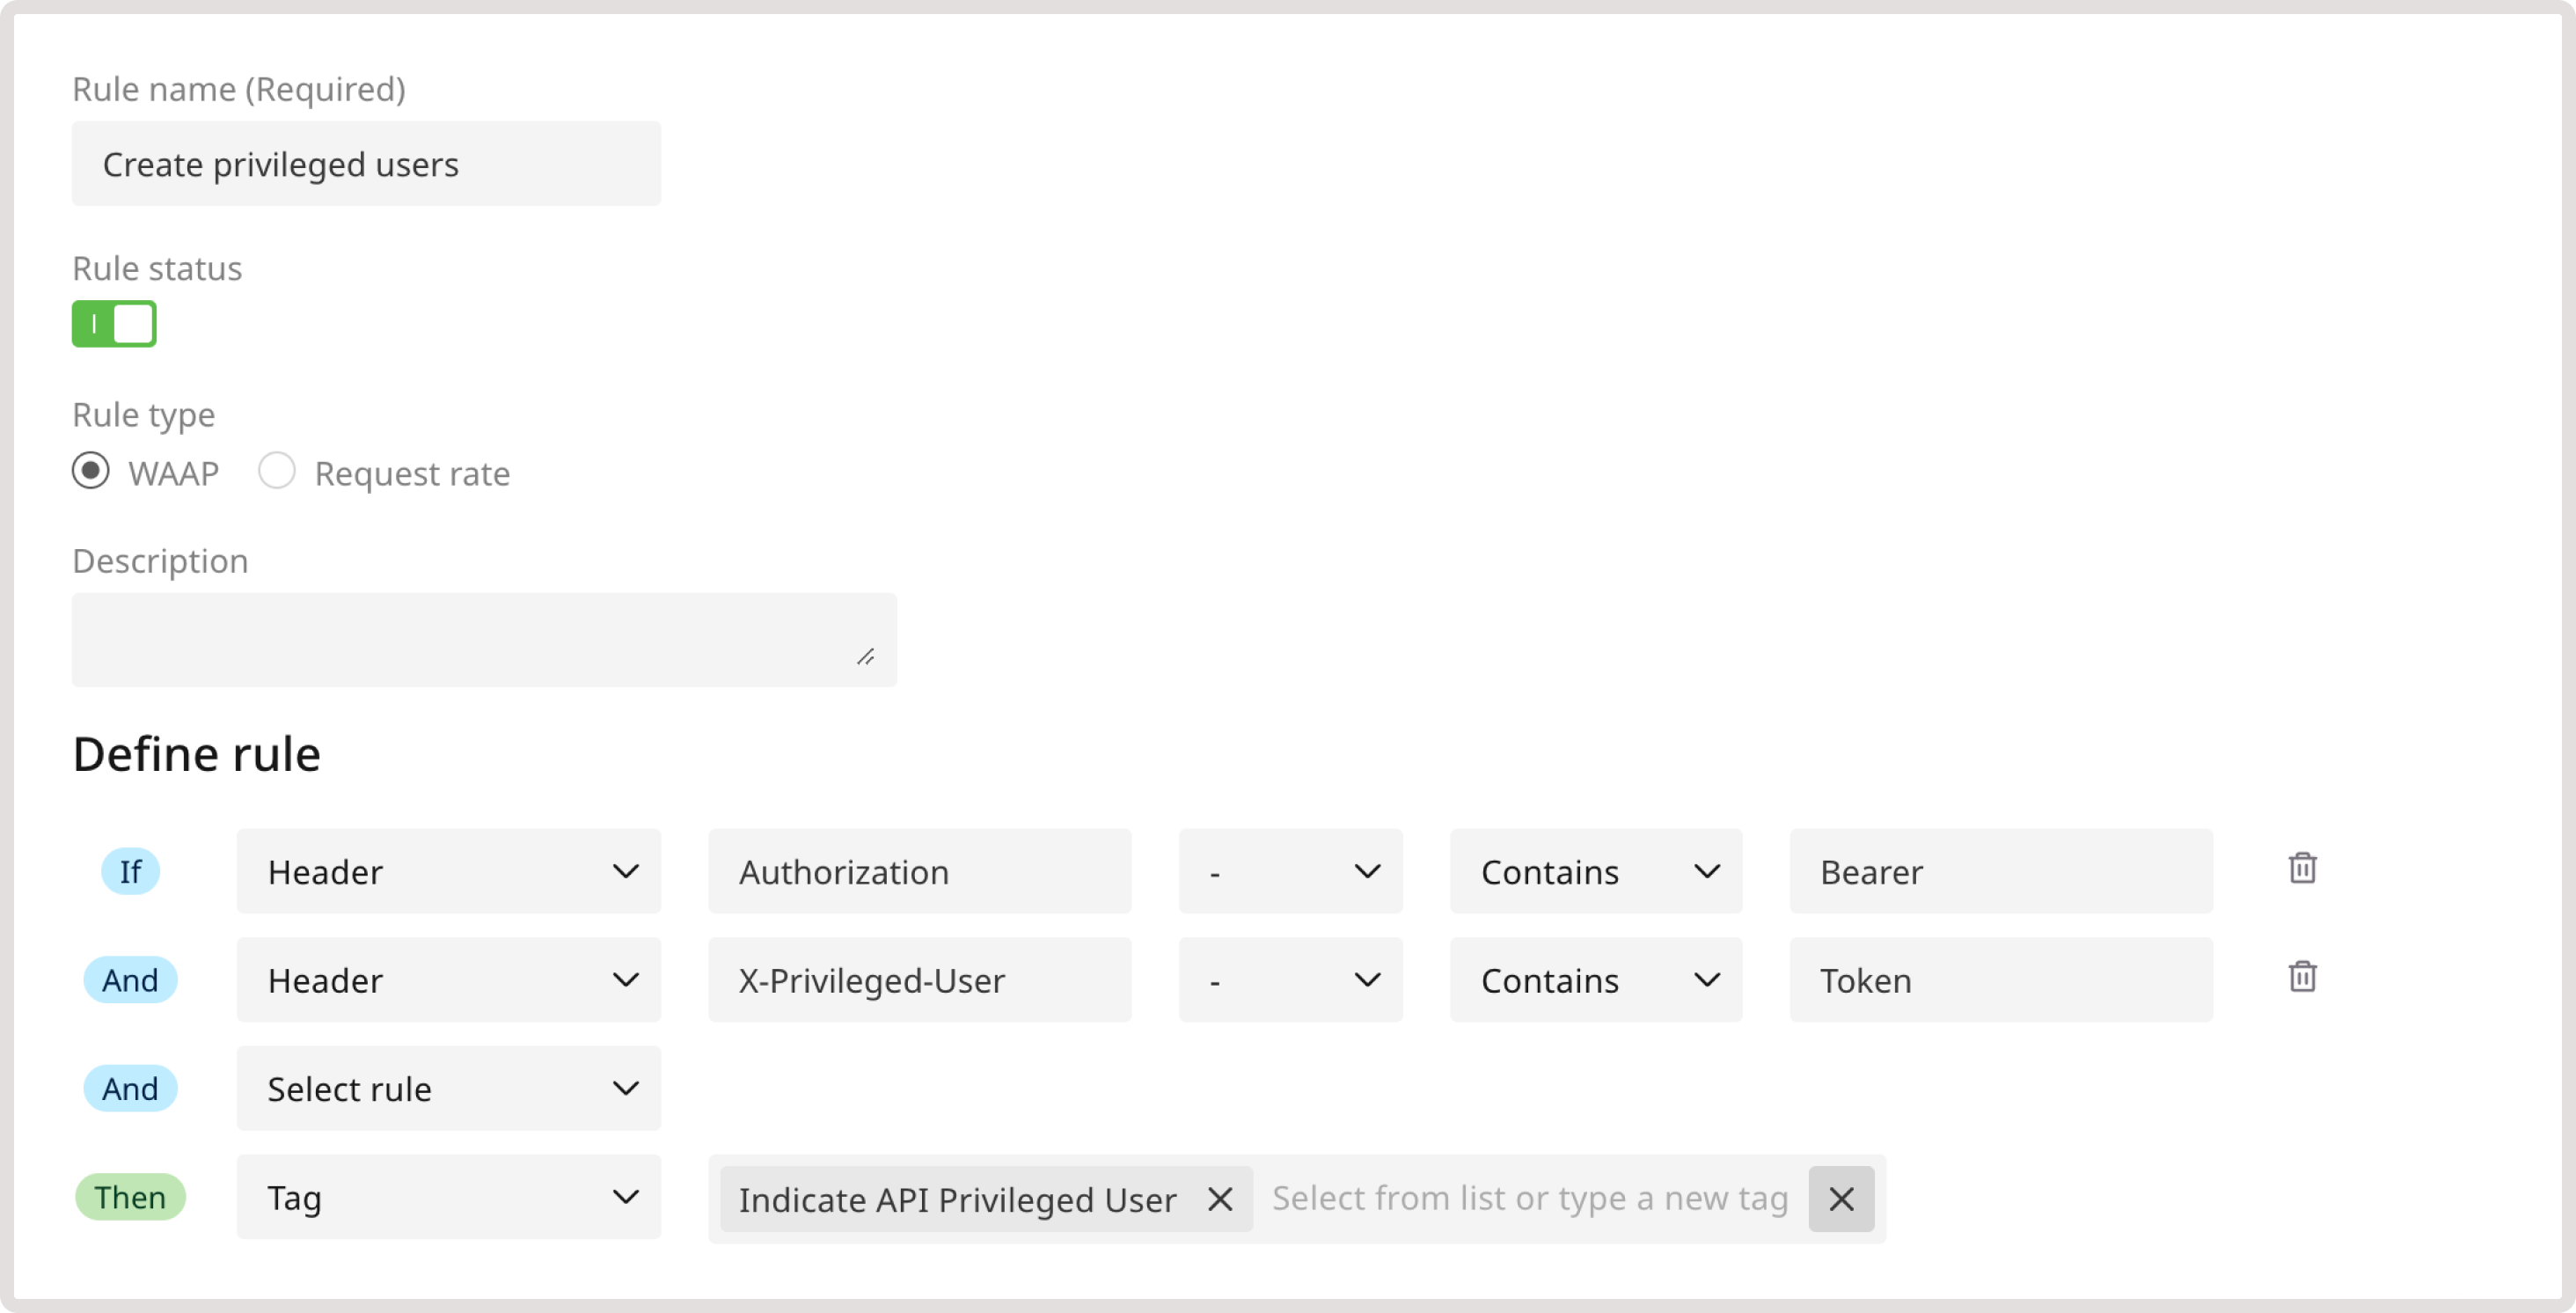 Rule name (Required)
Create privileged users
Rule status
Rule type
WAAP Request rate
Description
Define rule
If Header Authorization - Contains Bearer
And Header X-Privileged-User - Contains Token
And Select rule
Then Tag Indicate API Privileged User Select from list or type a new tag